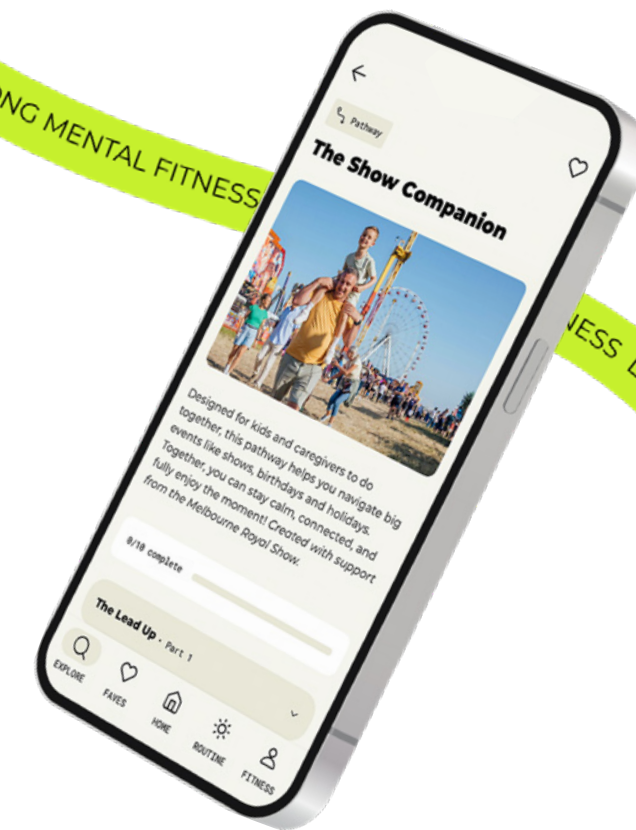 ONG MENTAL FITNESS
NESS
Pathway
The Show Companion
Designed for kids and caregivers to do
together, this pathway helps you navigate big
events like shows, birthdays and holidays.
Together, you can stay calm, connected, and
fully enjoy the moment! Created with support
from the Melbourne Royal Show.
0/10 complete
The Lead Up · Part 1
EXPLORE
FAVES
HOME
ROUTINE
FITNESS